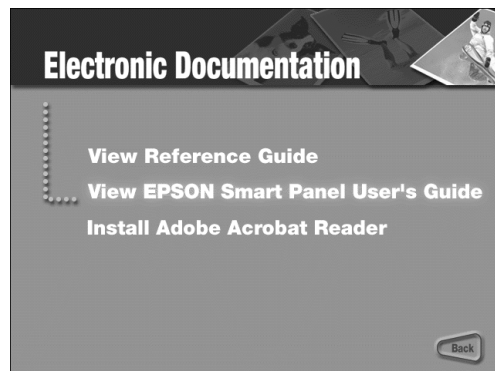 Electronic Documentation
View Reference Guide
View EPSON Smart Panel User's Guide
Install Adobe Acrobat Reader
Back